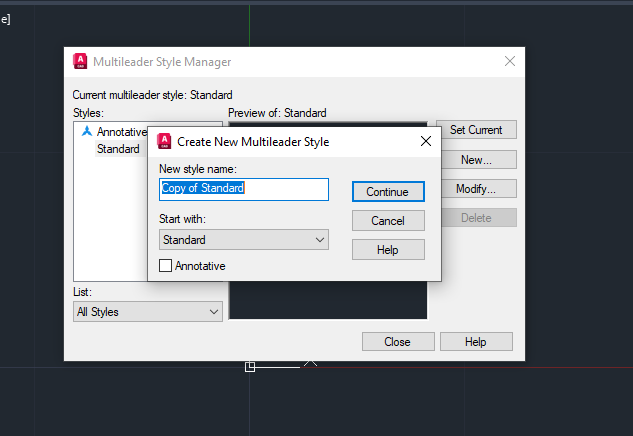 e]
A
CAD
Multileader Style Manager
Current multileader style: Standard
Styles:
Preview of: Standard
Annotative
Standard
Set Current
New...
Modify...
Delete
A
CAD
Create New Multileader Style
New style name:
Copy of Standard
Continue
Start with:
Cancel
Standard
Help
Annotative
List:
All Styles
Close
Help